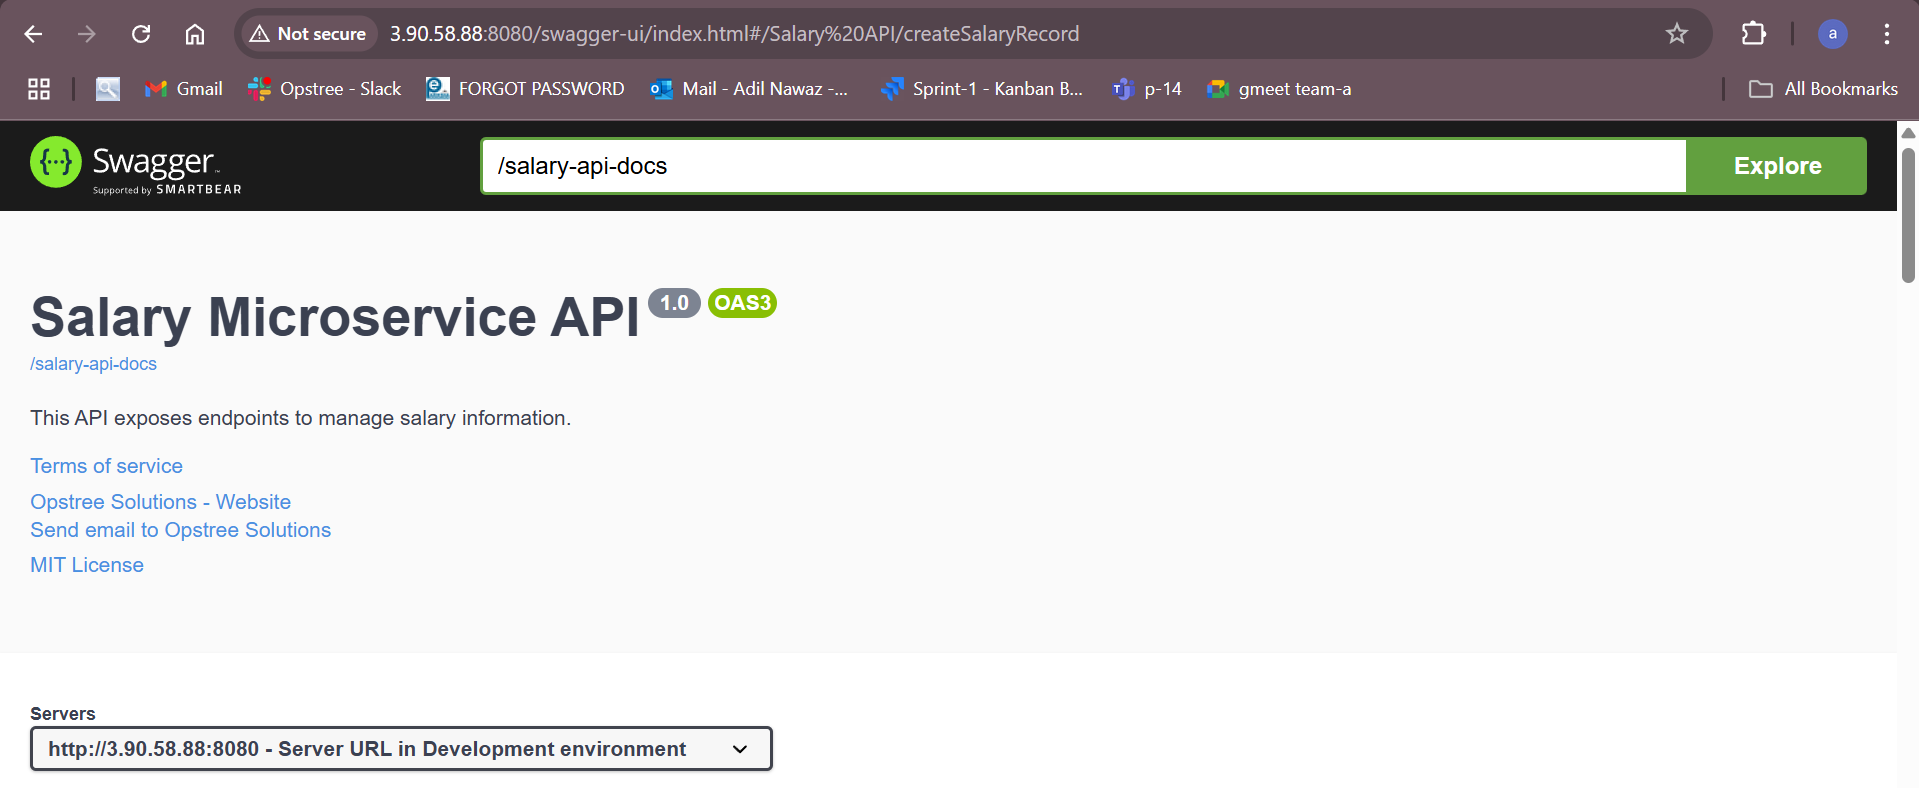 Not secure 3.90.58.88:8080/swagger-ui/index.html#/Salary%20API/createSalaryRecord a
Gmail Opstree - Slack FORGOT PASSWORD Mail - Adil Nawaz -... Sprint-1 - Kanban B... p-14 gmeet team-a All Bookmarks
Swagger
Supported by SMARTBEAR
/salary-api-docs Explore
Salary Microservice API 1.0 OAS3
/salary-api-docs
This API exposes endpoints to manage salary information.
Terms of service
Opstree Solutions - Website
Send email to Opstree Solutions
MIT License
Servers
http://3.90.58.88:8080 - Server URL in Development environment